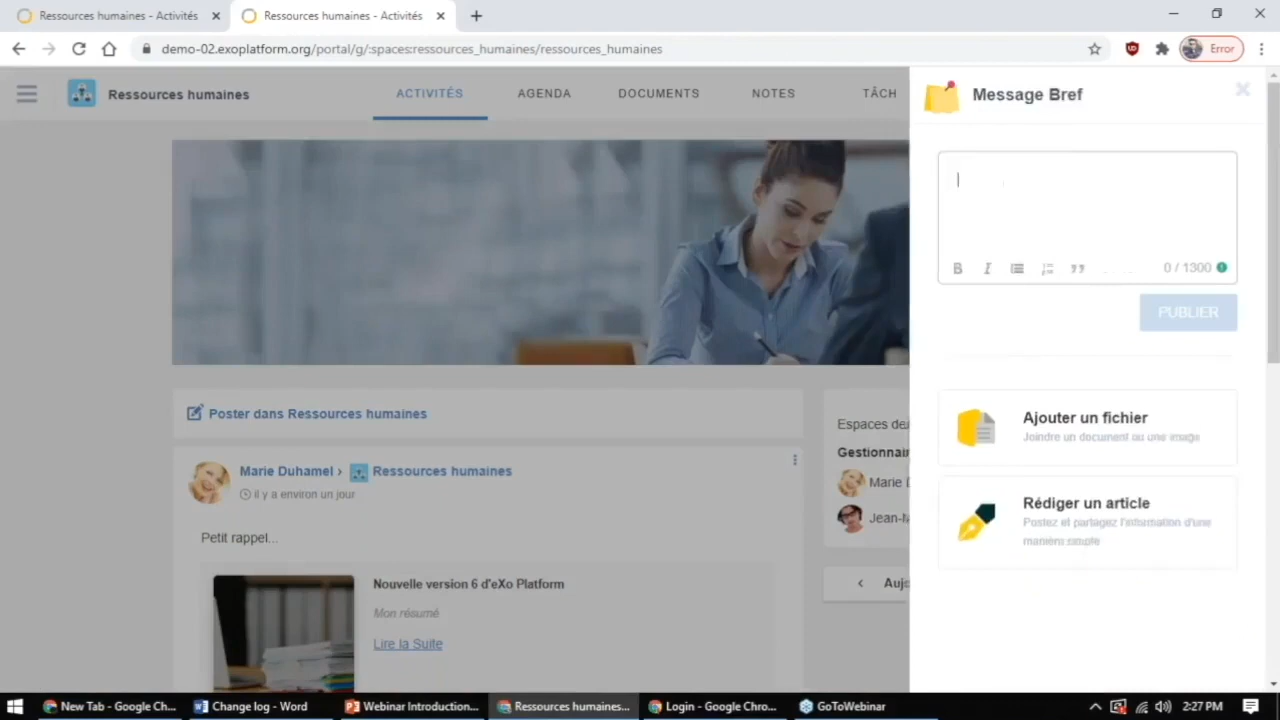 Ressources humaines - Activités
Ressources humaines - Activités
demo-02.exoplatform.org/portal/g/:spaces:ressources_humaines/ressources_humaines
Error
Ressources humaines
ACTIVITÉS
AGENDA
DOCUMENTS
NOTES
TÂCH
Message Bref
0 / 1300
PUBLIER
Ajouter un fichier
Joindre un document ou une image
Rédiger un article
Postez et partagez l'information d'une
manière simple
Poster dans Ressources humaines
Marie Duhamel › Ressources humaines
il y a environ un jour
Petit rappel...
Nouvelle version 6 d'eXo Platform
Mon résumé
Lire la Suite
Espaces de
Gestionnair
Marie D
Jean-M
Aujo
New Tab - Google Ch...
Change log - Word
Webinar Introduction...
Ressources humaines...
Login - Google Chro...
GoToWebinar
2:27 PM